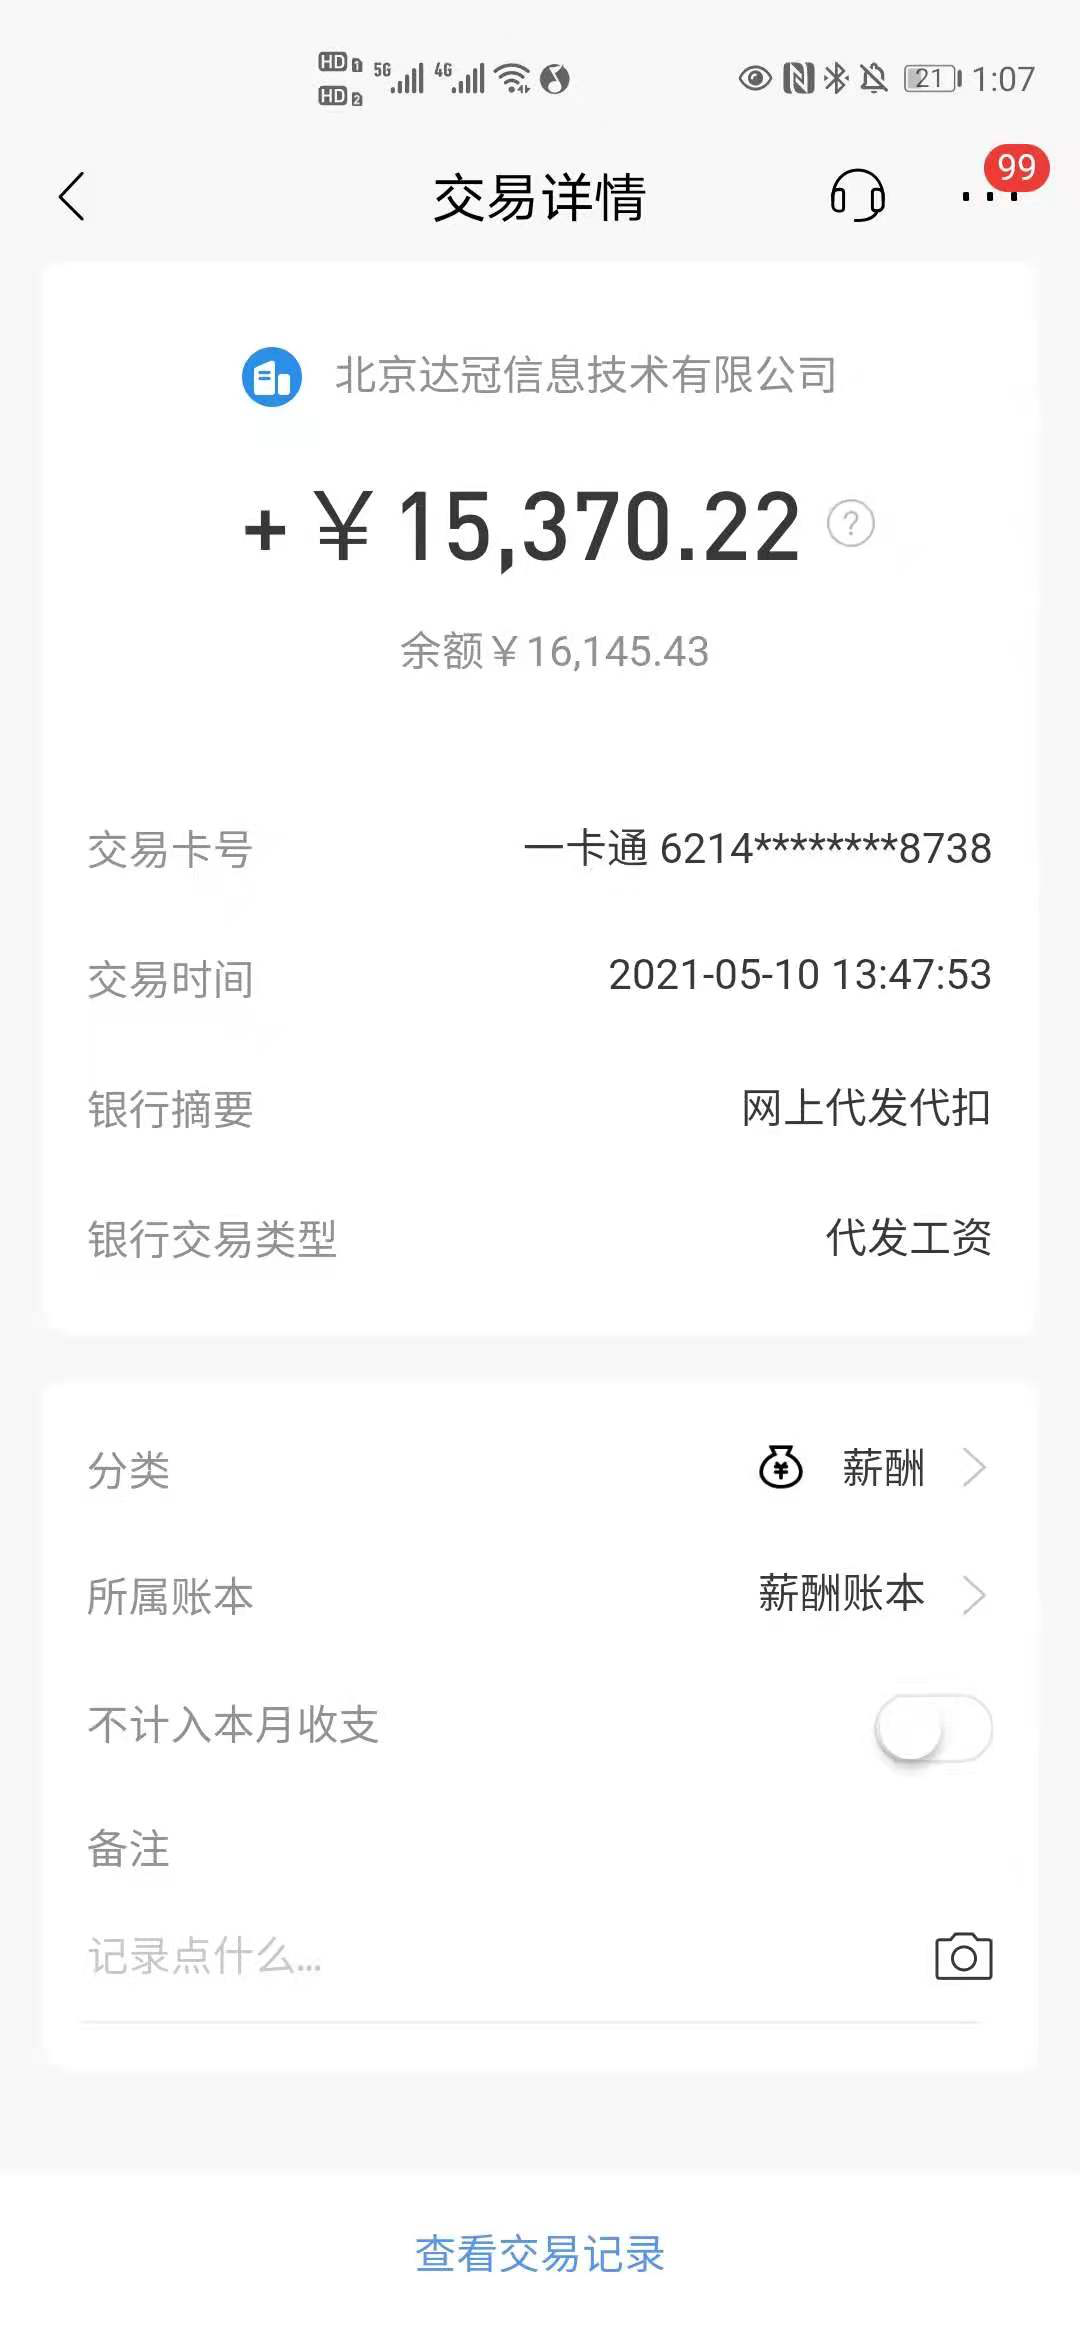 HD 1 5G 4G 21 1:07
HD 2
交易详情 99
北京达冠信息技术有限公司
+ ¥ 15,370.22 ?
余额¥16,145.43
交易卡号 一卡通 6214********8738
交易时间 2021-05-10 13:47:53
银行摘要 网上代发代扣
银行交易类型 代发工资
分类 薪酬
所属账本 薪酬账本
不计入本月收支
备注
记录点什么...
查看交易记录